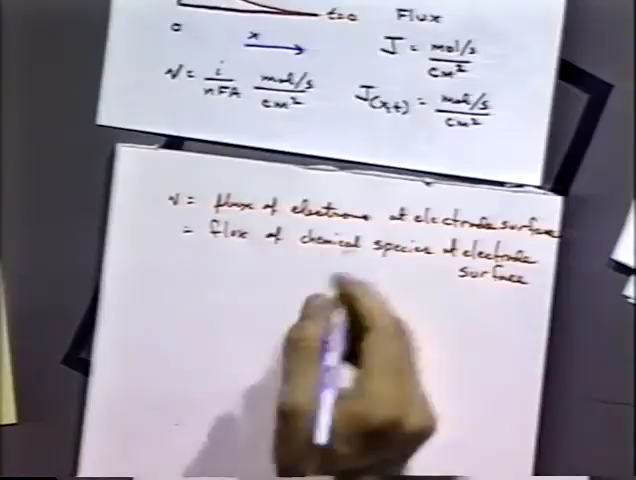 t=0 Flux
o x J = mol/s / cm²
v = i / nFA mol/s / cm² J(x,t) = mol/s / cm²
v = flux of electrons at electrode surface
= flux of chemical species at electrode
surface